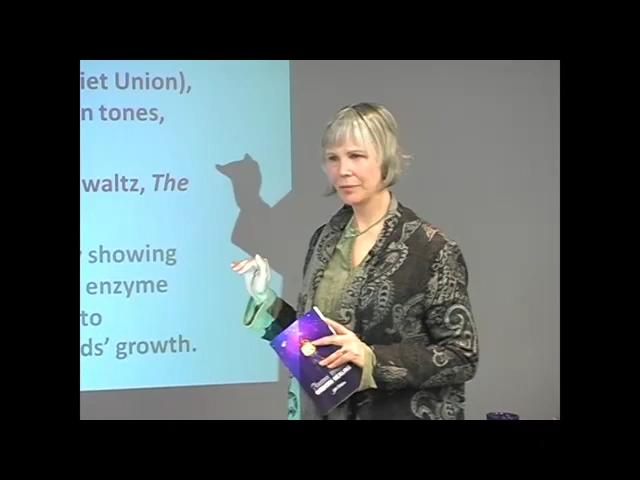 iet Union),
n tones,
waltz, The
showing
enzyme
to
ds’ growth.